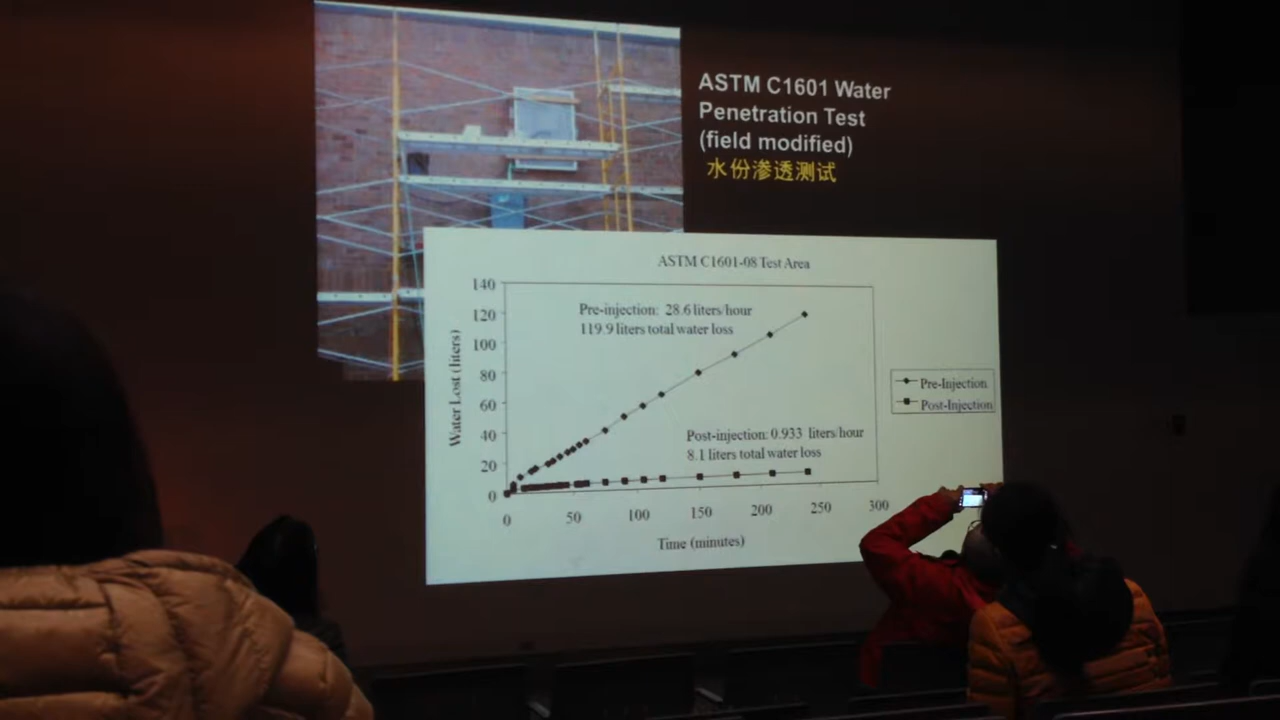 ASTM C1601 Water
Penetration Test
(field modified)
水份渗透测试
ASTM C1601-08 Test Area
Water Lost (liters)
140
120
100
80
60
40
20
0
Pre-injection: 28.6 liters/hour
119.9 liters total water loss
Post-injection: 0.933 liters/hour
8.1 liters total water loss
Pre-Injection
Post-Injection
0 50 100 150 200 250 300
Time (minutes)